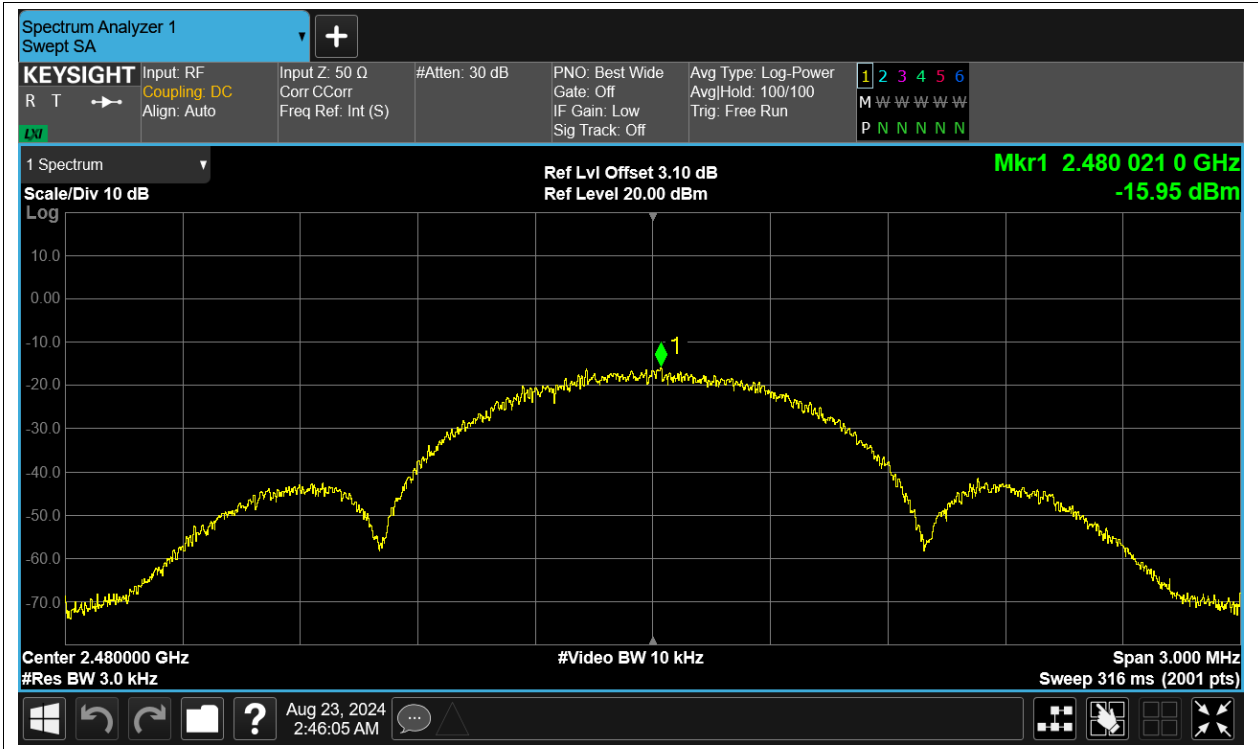 Spectrum Analyzer 1
Swept SA
KEYSIGHT
R T
LXI
Input: RF
Coupling: DC
Align: Auto
Input Z: 50 Ω
Corr CCorr
Freq Ref: Int (S)
#Atten: 30 dB
PNO: Best Wide
Gate: Off
IF Gain: Low
Sig Track: Off
Avg Type: Log-Power
Avg|Hold: 100/100
Trig: Free Run
1 2 3 4 5 6
M W W W W W
P N N N N N
1 Spectrum
Scale/Div 10 dB
Log
Ref Lvl Offset 3.10 dB
Ref Level 20.00 dBm
Mkr1 2.480 021 0 GHz
-15.95 dBm
10.0
0.00
-10.0
1
-20.0
-30.0
-40.0
-50.0
-60.0
-70.0
Center 2.480000 GHz
#Video BW 10 kHz
Span 3.000 MHz
#Res BW 3.0 kHz
Sweep 316 ms (2001 pts)
?
Aug 23, 2024
2:46:05 AM